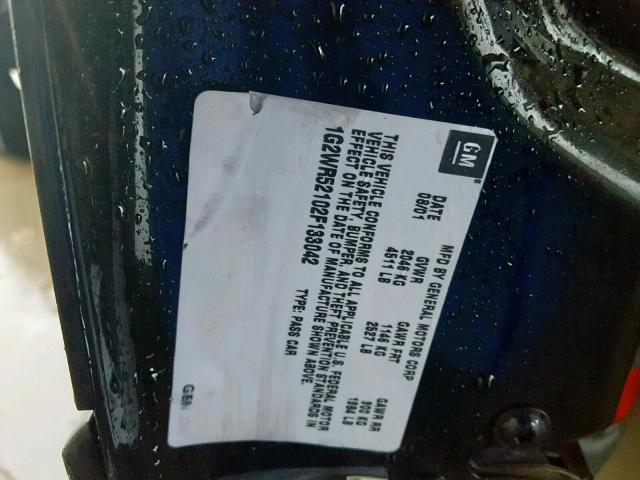 GM
MFD BY GENERAL MOTORS CORP
DATE GVWR GAWR FRT GAWR RR
08/01 2046 KG 1146 KG 900 KG
4511 LB 2527 LB 1984 LB
THIS VEHICLE CONFORMS TO ALL APPLICABLE U.S. FEDERAL MOTOR
VEHICLE SAFETY, BUMPER, AND THEFT PREVENTION STANDARDS IN
EFFECT ON THE DATE OF MANUFACTURE SHOWN ABOVE.
1G2WR52102F133042 TYPE: PASS CAR